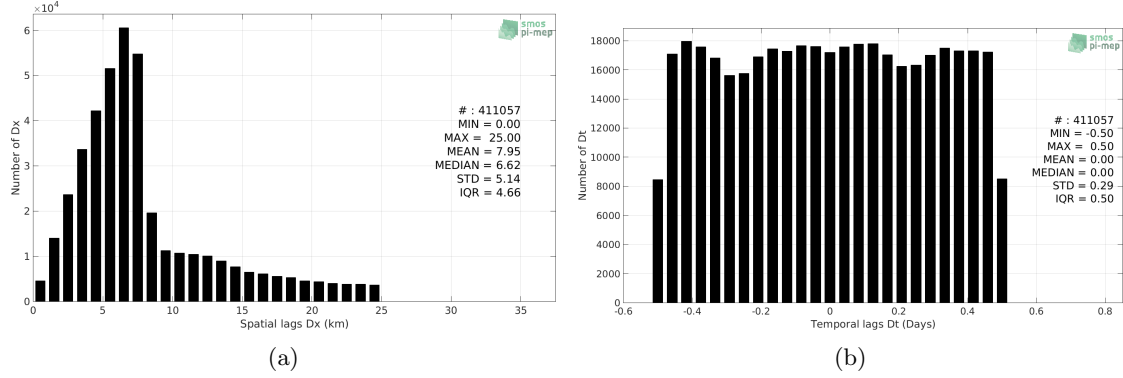 ×10⁴
6
5
4
3
2
1
0
Number of Dx
0 5 10 15 20 25 30 35
Spatial lags Dx (km)
smos
pi-mep
# : 411057
MIN = 0.00
MAX = 25.00
MEAN = 7.95
MEDIAN = 6.62
STD = 5.14
IQR = 4.66
(a)
18000
16000
14000
12000
10000
8000
6000
4000
2000
0
Number of Dt
-0.6 -0.4 -0.2 0 0.2 0.4 0.6 0.8
Temporal lags Dt (Days)
smos
pi-mep
# : 411057
MIN = -0.50
MAX = 0.50
MEAN = 0.00
MEDIAN = 0.00
STD = 0.29
IQR = 0.50
(b)